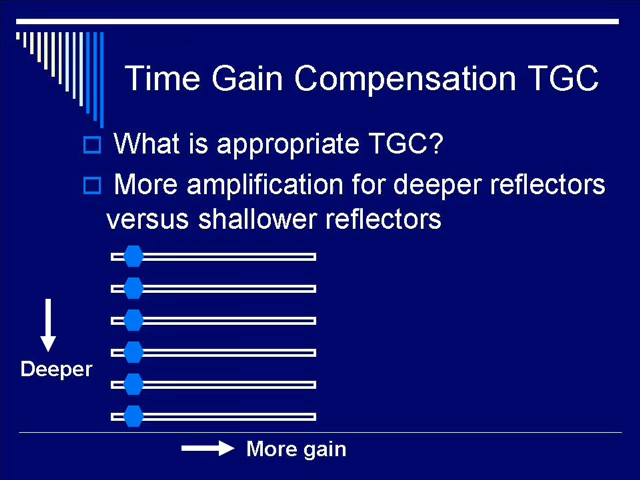 Time Gain Compensation TGC
What is appropriate TGC?
More amplification for deeper reflectors
versus shallower reflectors
Deeper
More gain